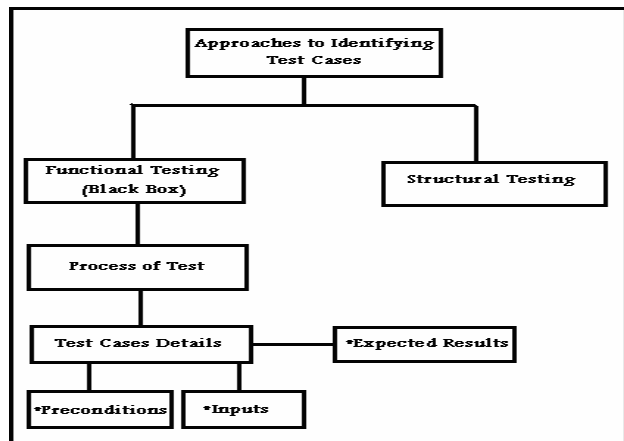 Approaches to Identifying
Test Cases
Functional Testing
(Black Box)
Structural Testing
Process of Test
Test Cases Details
•Expected Results
•Preconditions
•Inputs